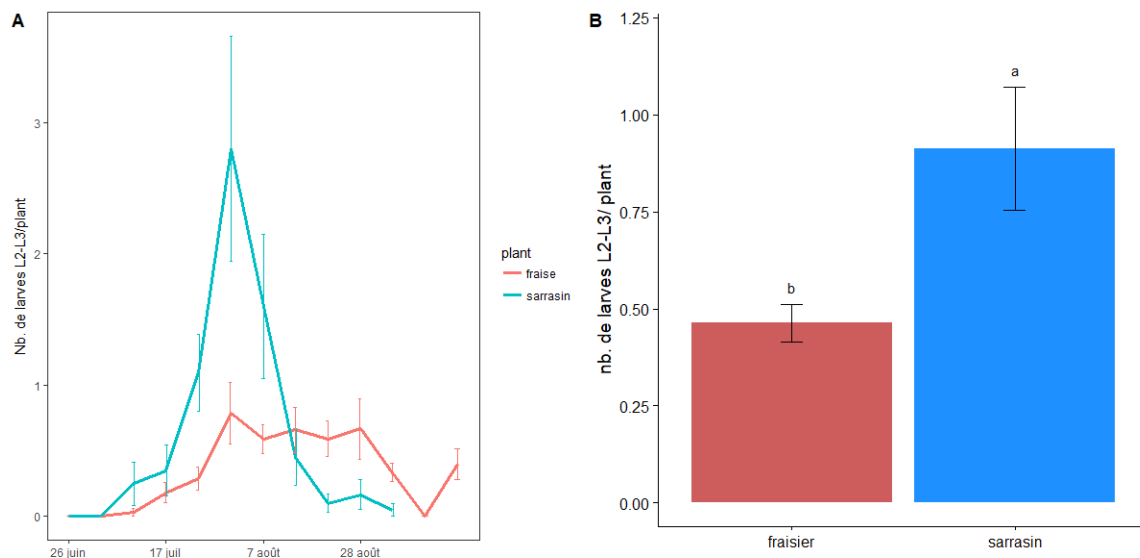 A
Nb. de larves L2-L3/plant
3
2
1
0
26 juin
17 juil
7 août
28 août
plant
fraise
sarrasin
B
nb. de larves L2-L3/ plant
1.25
1.00
0.75
0.50
0.25
0.00
b
a
fraisier
sarrasin